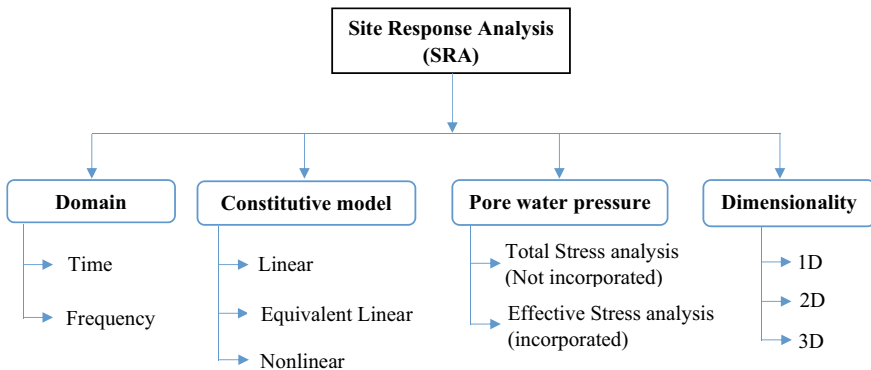 Site Response Analysis
(SRA)
Domain
Constitutive model
Pore water pressure
Dimensionality
Time
Frequency
Linear
Equivalent Linear
Nonlinear
Total Stress analysis
(Not incorporated)
Effective Stress analysis
(incorporated)
1D
2D
3D